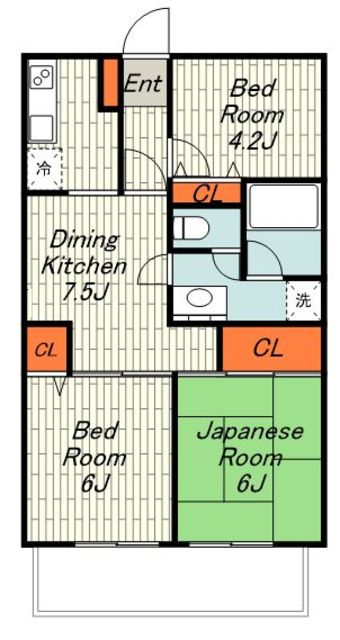 Ent
Bed
Room
4.2J
冷
CL
Dining
Kitchen
7.5J
洗
CL
CL
Bed
Room
6J
Japanese
Room
6J